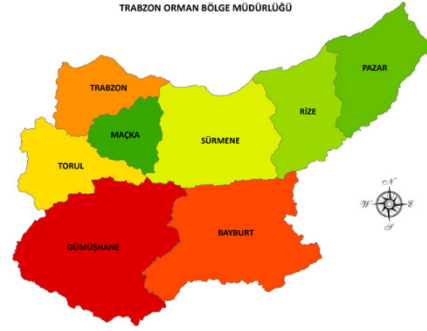 TRABZON ORMAN BÖLGE MÜDÜRLÜĞÜ
PAZAR
TRABZON
RİZE
MAÇKA
SÜRMENE
TORUL
N
W E
S
BAYBURT
GÜMÜŞHANE